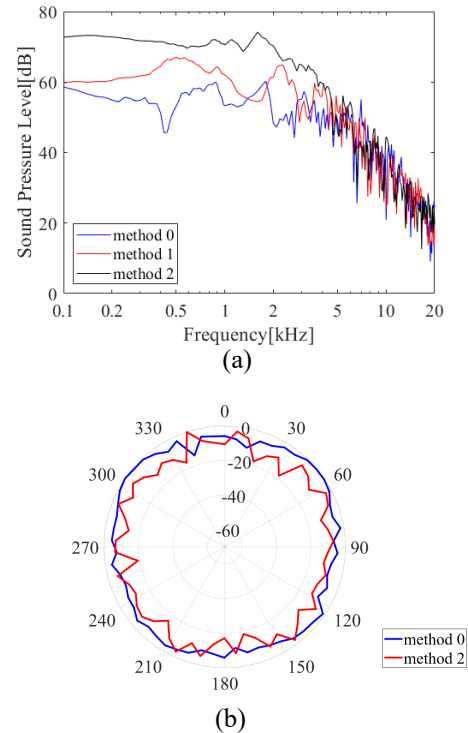 80
60
40
20
0
Sound Pressure Level[dB]
method 0
method 1
method 2
0.1 0.2 0.5 1 2 5 10 20
Frequency[kHz]
(a)
0
330 0 30
-20
300 -40 60
-60
270 90
240 120
210 150
180
method 0
method 2
(b)